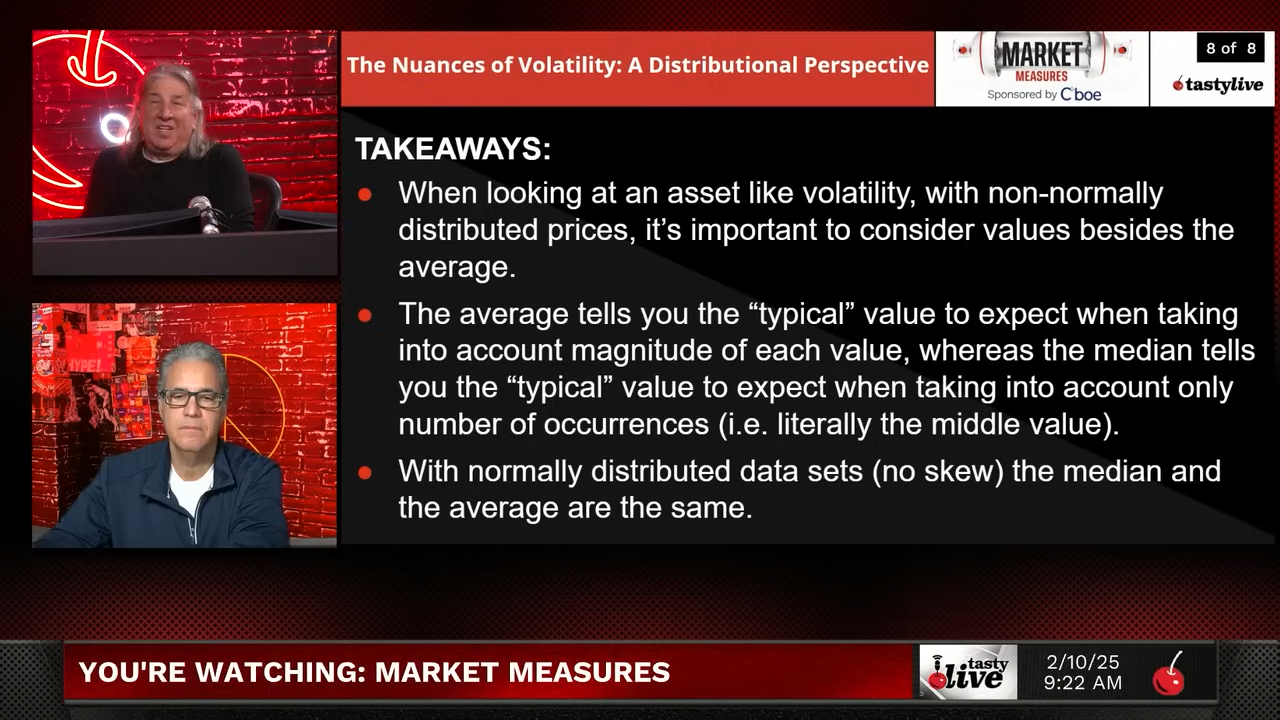 The Nuances of Volatility: A Distributional Perspective
MARKET
MEASURES
Sponsored by Cboe
8 of 8
tastylive
TAKEAWAYS:
When looking at an asset like volatility, with non-normally
distributed prices, it's important to consider values besides the
average.
The average tells you the “typical” value to expect when taking
into account magnitude of each value, whereas the median tells
you the “typical” value to expect when taking into account only
number of occurrences (i.e. literally the middle value).
With normally distributed data sets (no skew) the median and
the average are the same.
HYPE!
YOU'RE WATCHING: MARKET MEASURES
tasty
live
2/10/25
9:22 AM